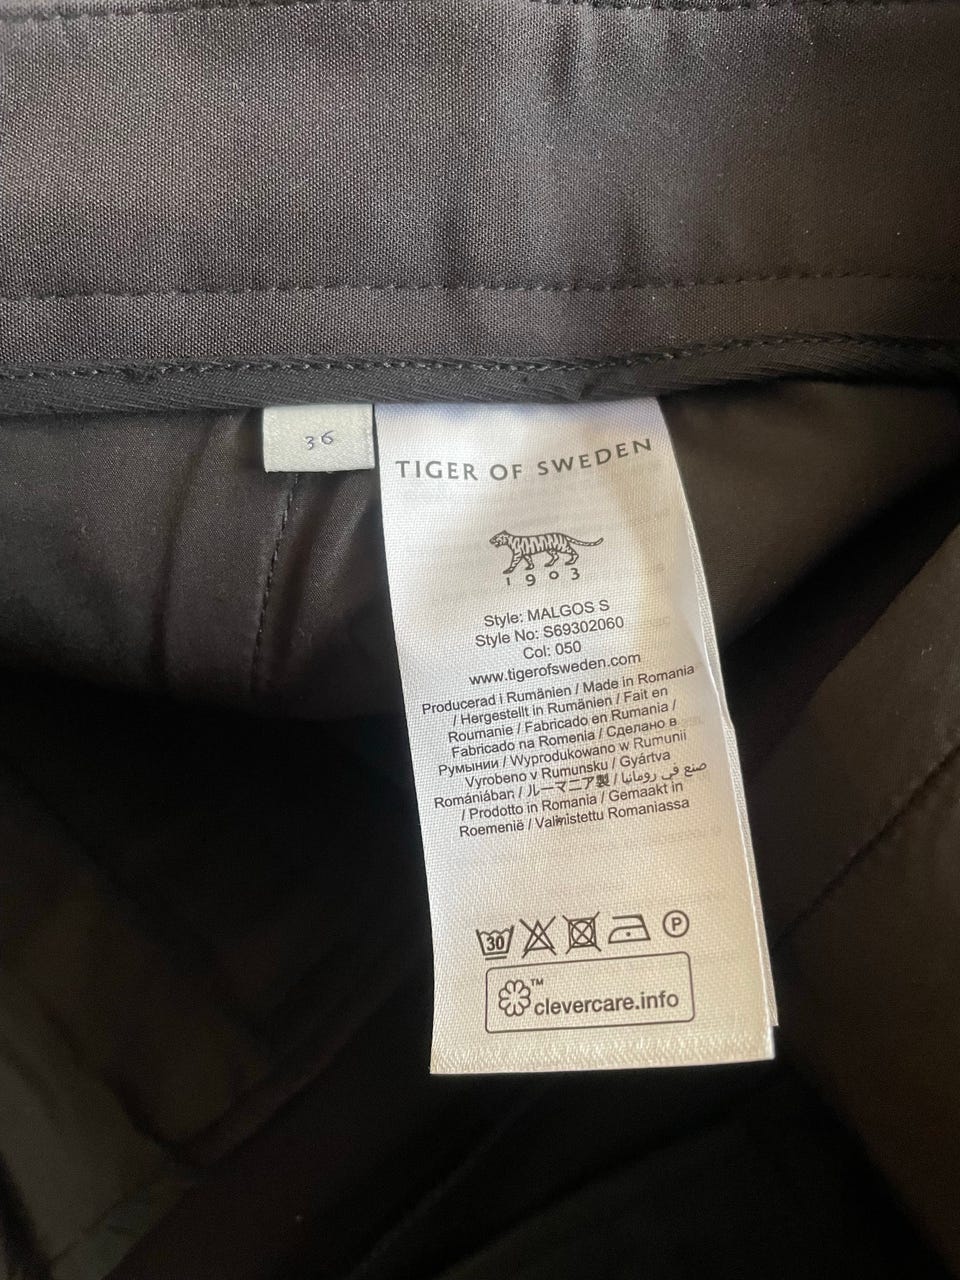 36
TIGER OF SWEDEN
1903
Style: MALGOS S
Style No: S69302060
Col: 050
www.tigerofsweden.com
Producerad i Rumänien / Made in Romania
/ Hergestellt in Rumänien / Fait en
Roumanie / Fabricado en Rumania /
Fabricado na Romenia / Сделано в
Румынии / Wyprodukowano w Rumunii
Vyrobeno v Rumunsku / Gyártva
Romániában / ルーマニア製 / صنع في رومانيا
/ Prodotto in Romania / Gemaakt in
Roemenië / Valmistettu Romaniassa
30 P
™
clevercare.info